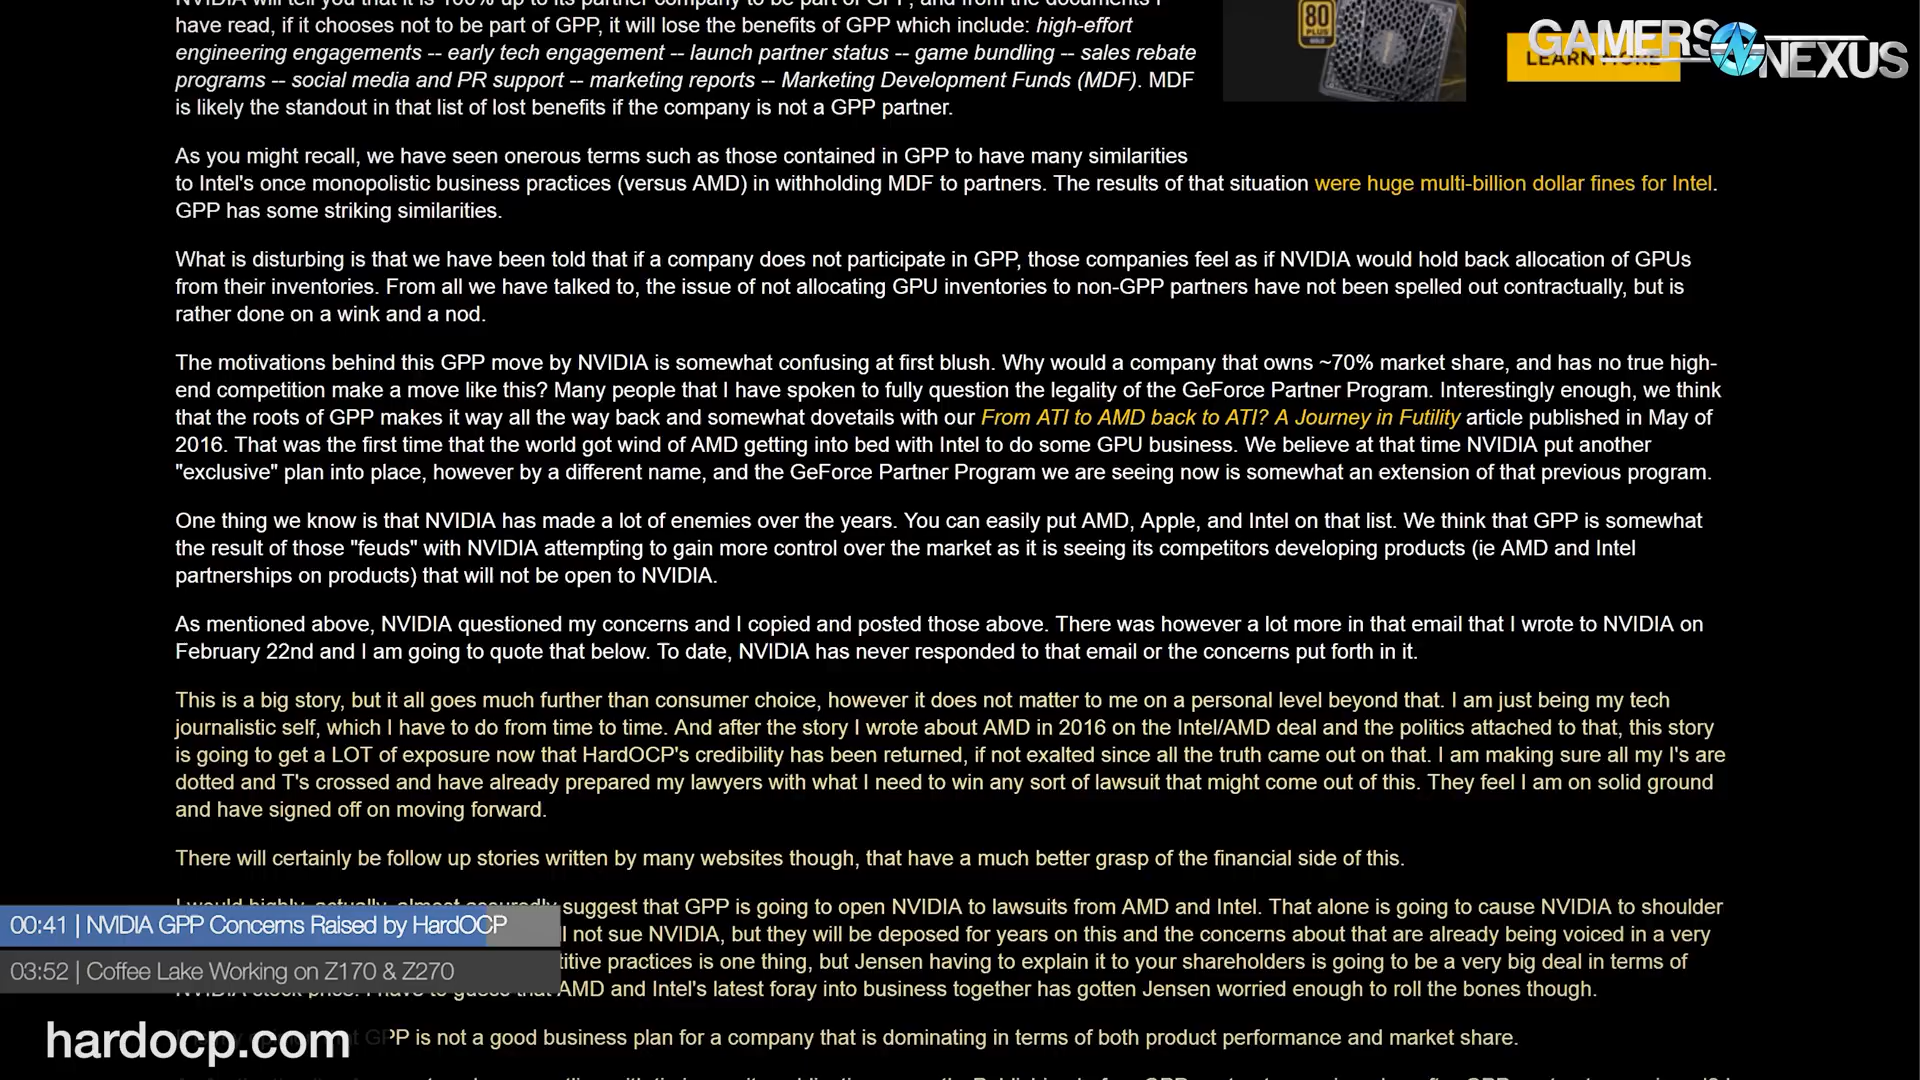 have read, if it chooses not to be part of GPP, it will lose the benefits of GPP which include: high-effort
engineering engagements -- early tech engagement -- launch partner status -- game bundling -- sales rebate
programs -- social media and PR support -- marketing reports -- Marketing Development Funds (MDF). MDF
is likely the standout in that list of lost benefits if the company is not a GPP partner.
80
PLUS
GOLD
LEARN MORE
GAMERS NEXUS
As you might recall, we have seen onerous terms such as those contained in GPP to have many similarities
to Intel's once monopolistic business practices (versus AMD) in withholding MDF to partners. The results of that situation were huge multi-billion dollar fines for Intel.
GPP has some striking similarities.
What is disturbing is that we have been told that if a company does not participate in GPP, those companies feel as if NVIDIA would hold back allocation of GPUs
from their inventories. From all we have talked to, the issue of not allocating GPU inventories to non-GPP partners have not been spelled out contractually, but is
rather done on a wink and a nod.
The motivations behind this GPP move by NVIDIA is somewhat confusing at first blush. Why would a company that owns ~70% market share, and has no true high-
end competition make a move like this? Many people that I have spoken to fully question the legality of the GeForce Partner Program. Interestingly enough, we think
that the roots of GPP makes it way all the way back and somewhat dovetails with our From ATI to AMD back to ATI? A Journey in Futility article published in May of
2016. That was the first time that the world got wind of AMD getting into bed with Intel to do some GPU business. We believe at that time NVIDIA put another
"exclusive" plan into place, however by a different name, and the GeForce Partner Program we are seeing now is somewhat an extension of that previous program.
One thing we know is that NVIDIA has made a lot of enemies over the years. You can easily put AMD, Apple, and Intel on that list. We think that GPP is somewhat
the result of those "feuds" with NVIDIA attempting to gain more control over the market as it is seeing its competitors developing products (ie AMD and Intel
partnerships on products) that will not be open to NVIDIA.
As mentioned above, NVIDIA questioned my concerns and I copied and posted those above. There was however a lot more in that email that I wrote to NVIDIA on
February 22nd and I am going to quote that below. To date, NVIDIA has never responded to that email or the concerns put forth in it.
This is a big story, but it all goes much further than consumer choice, however it does not matter to me on a personal level beyond that. I am just being my tech
journalistic self, which I have to do from time to time. And after the story I wrote about AMD in 2016 on the Intel/AMD deal and the politics attached to that, this story
is going to get a LOT of exposure now that HardOCP's credibility has been returned, if not exalted since all the truth came out on that. I am making sure all my I's are
dotted and T's crossed and have already prepared my lawyers with what I need to win any sort of lawsuit that might come out of this. They feel I am on solid ground
and have signed off on moving forward.
There will certainly be follow up stories written by many websites though, that have a much better grasp of the financial side of this.
suggest that GPP is going to open NVIDIA to lawsuits from AMD and Intel. That alone is going to cause NVIDIA to shoulder
not sue NVIDIA, but they will be deposed for years on this and the concerns about that are already being voiced in a very
practices is one thing, but Jensen having to explain it to your shareholders is going to be a very big deal in terms of
AMD and Intel's latest foray into business together has gotten Jensen worried enough to roll the bones though.
GPP is not a good business plan for a company that is dominating in terms of both product performance and market share.
00:41 | NVIDIA GPP Concerns Raised by HardOCP
03:52 | Coffee Lake Working on Z170 & Z270
hardocp.com